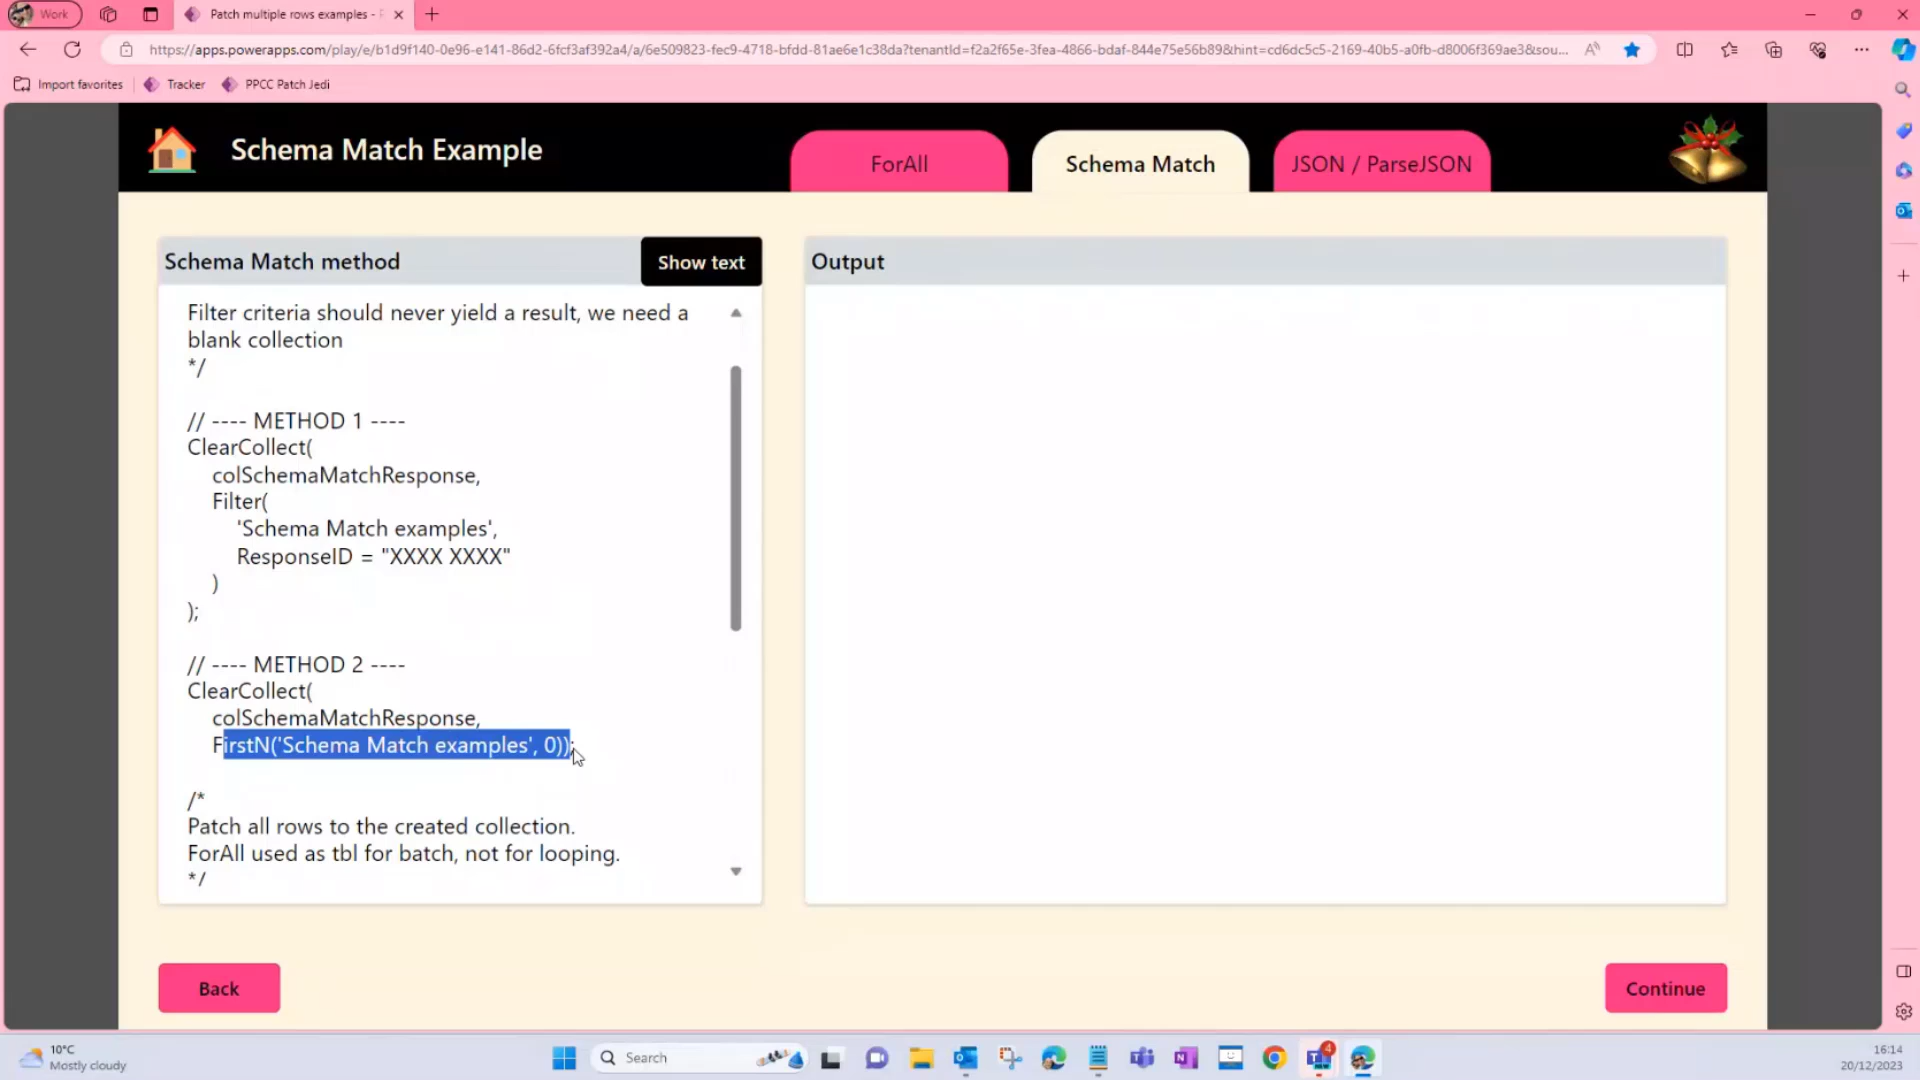 Work
Patch multiple rows examples -
https://apps.powerapps.com/play/e/b1d9f140-0e96-e141-86d2-6fcf3af392a4/a/6e509823-fec9-4718-bfdd-81ae6e1c38da?tenantId=f2a2f65e-3fea-4866-bdaf-844e75e56b89&hint=cd6dc5c5-2169-40b5-a0fb-d8006f369ae3&sou...
Import favorites
Tracker
PPCC Patch Jedi
Schema Match Example
ForAll
Schema Match
JSON / ParseJSON
Schema Match method
Show text
Filter criteria should never yield a result, we need a
blank collection
*/
// ---- METHOD 1 ----
ClearCollect(
colSchemaMatchResponse,
Filter(
'Schema Match examples',
ResponseID = "XXXX XXXX"
)
);
// ---- METHOD 2 ----
ClearCollect(
colSchemaMatchResponse,
FirstN('Schema Match examples', 0));
/*
Patch all rows to the created collection.
ForAll used as tbl for batch, not for looping.
*/
Output
Back
Continue
10°C
Mostly cloudy
Search
4
16:14
20/12/2023